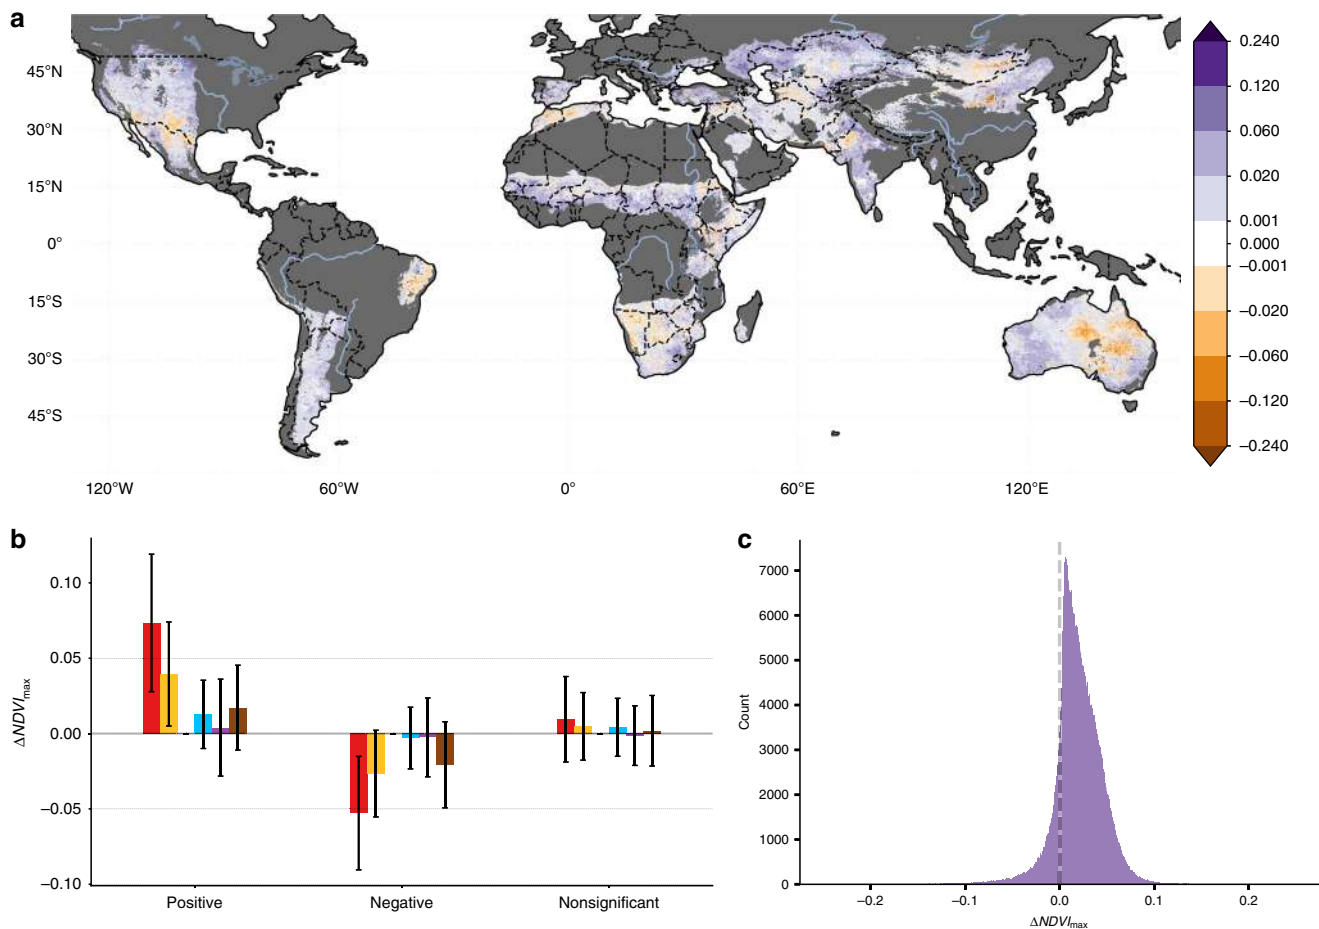 a
45°N
30°N
15°N
0°
15°S
30°S
45°S
120°W 60°W 0° 60°E 120°E
0.240
0.120
0.060
0.020
0.001
0.000
–0.001
–0.020
–0.060
–0.120
–0.240
b
ΔNDVImax
0.10
0.05
0.00
–0.05
–0.10
Positive Negative Nonsignificant
c
Count
7000
6000
5000
4000
3000
2000
1000
0
–0.2 –0.1 0.0 0.1 0.2
ΔNDVImax